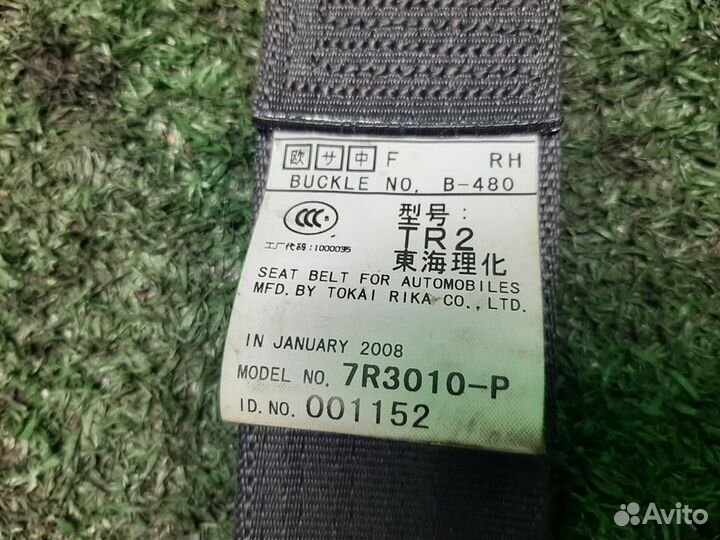 欧 サ 中 F RH
BUCKLE NO, B-480
CCC S 型号:
工厂代码:1000095 TR2
東海理化
SEAT BELT FOR AUTOMOBILES
MFD. BY TOKAI RIKA CO., LTD.
IN JANUARY 2008
MODEL NO. 7R3010-P
ID. NO. 001152
Avito